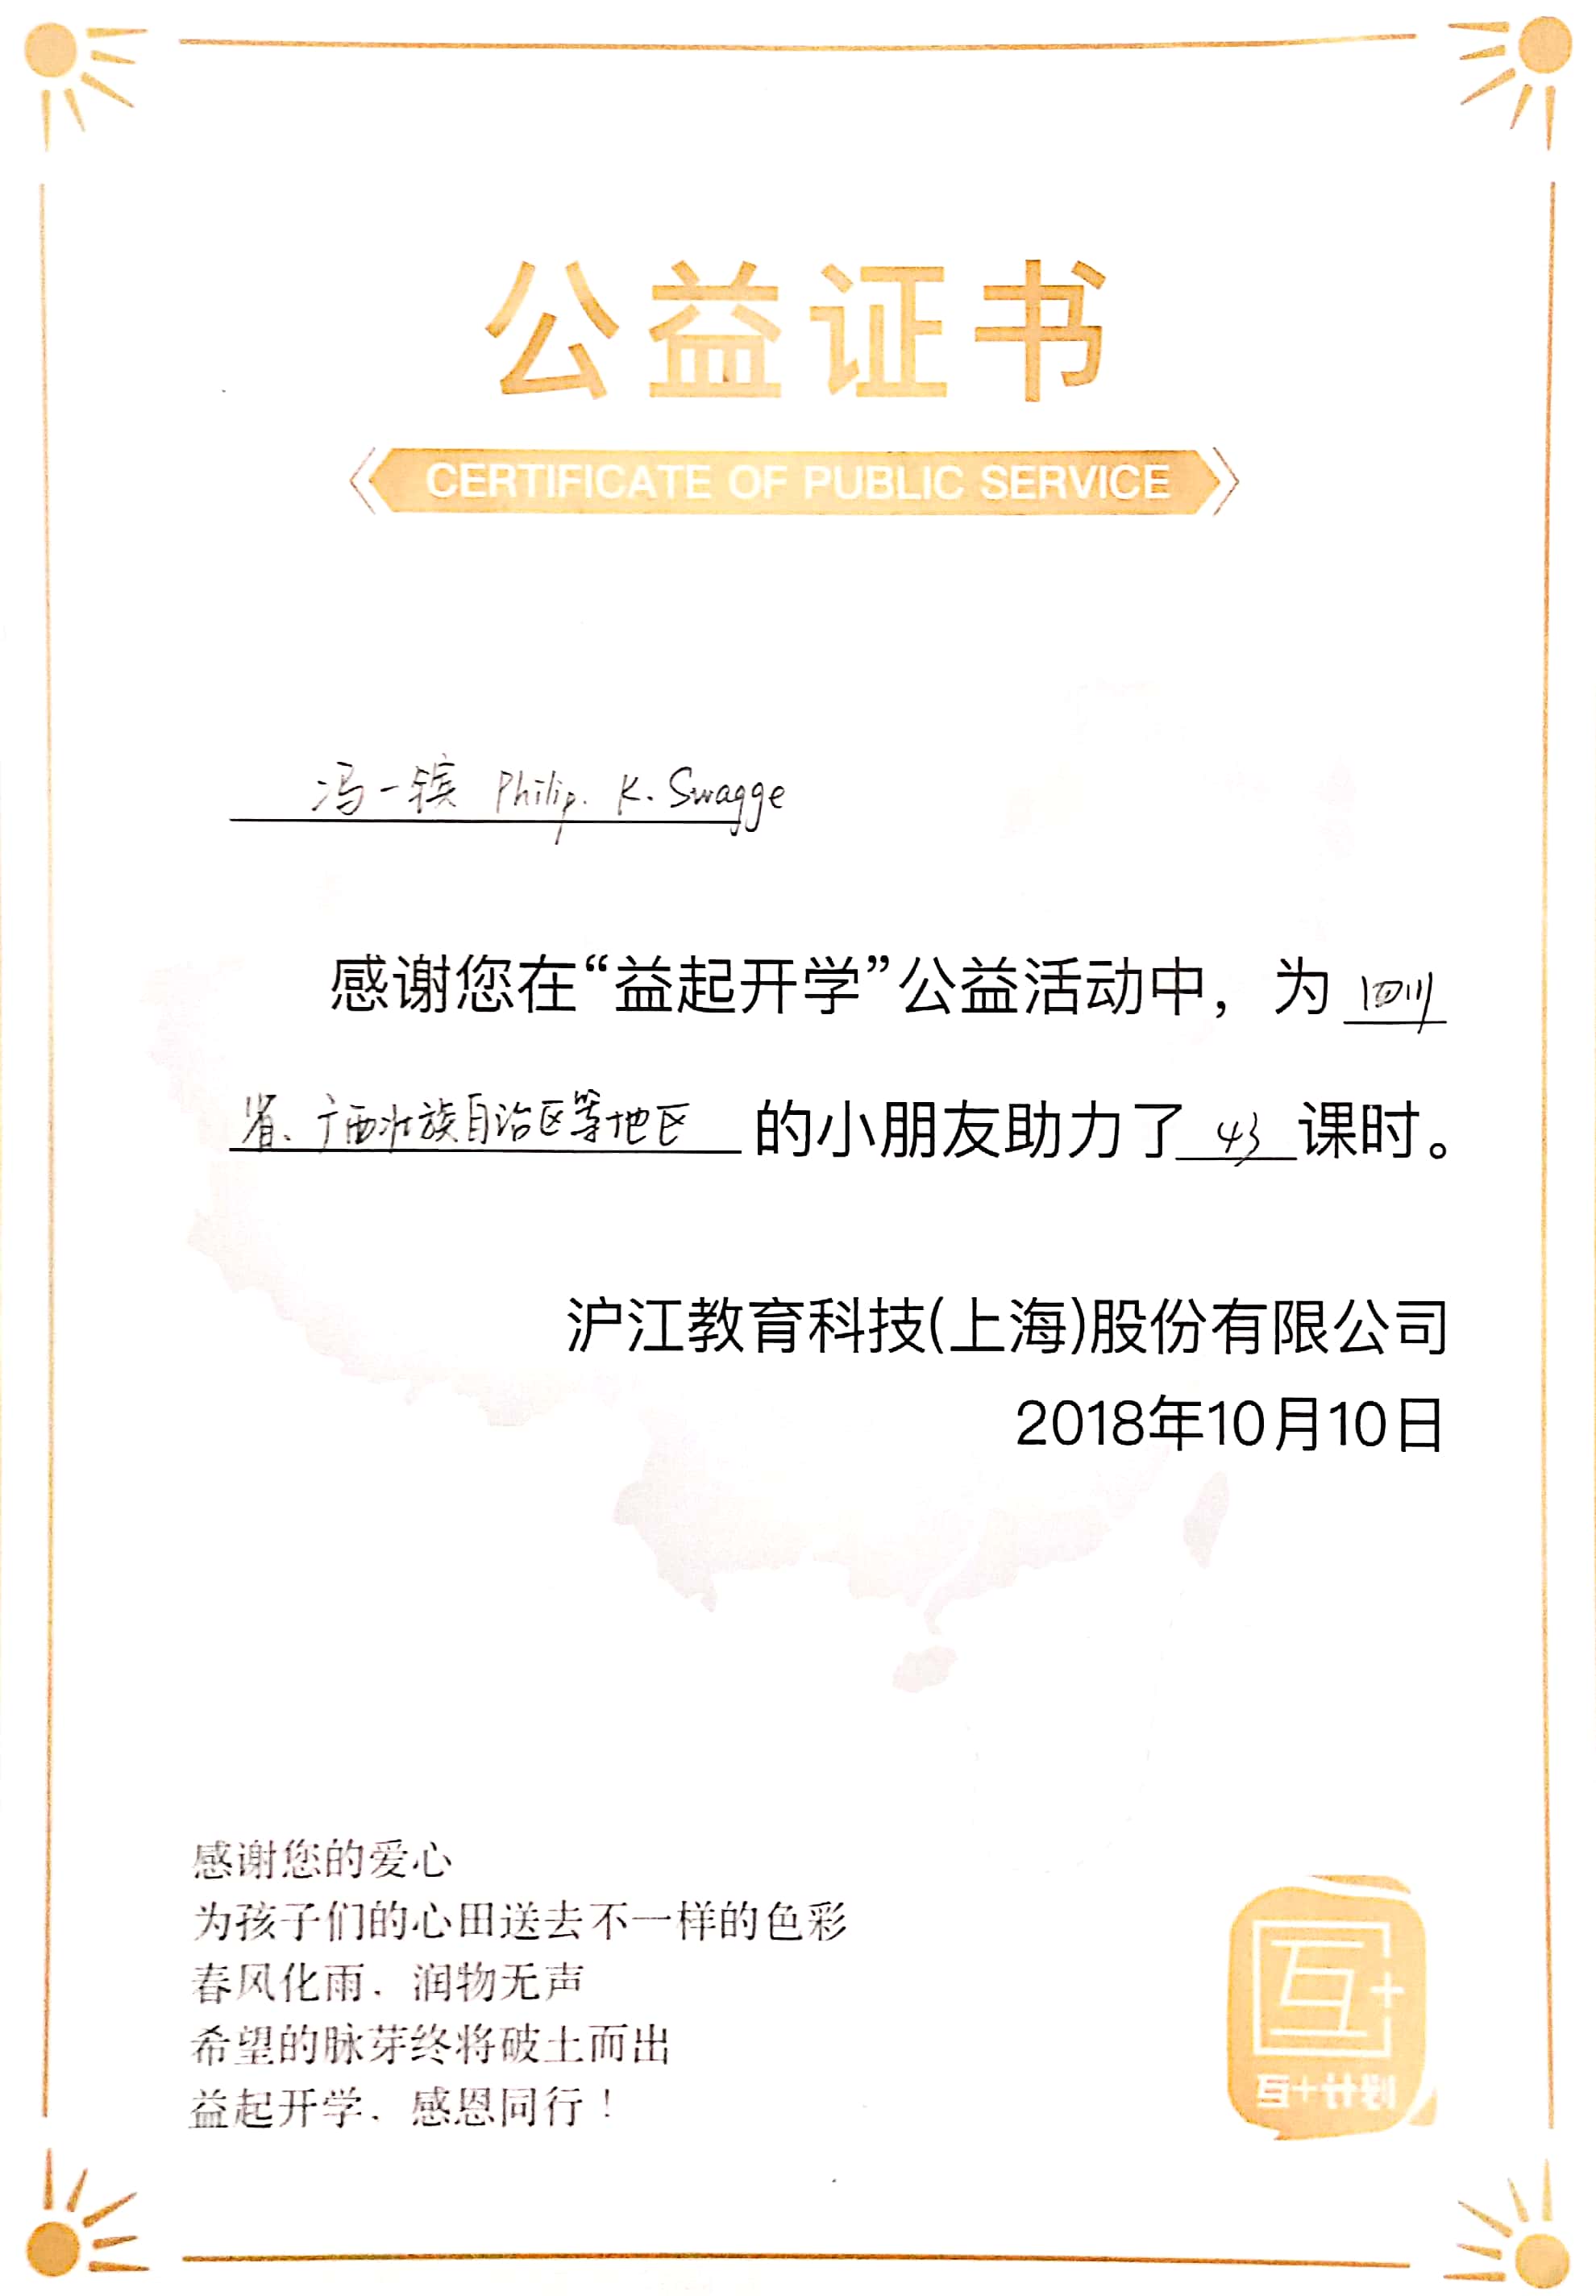 公益证书
CERTIFICATE OF PUBLIC SERVICE
冯一镔 Philip. K. Swagge
感谢您在“益起开学”公益活动中，为 四川
省、广西壮族自治区等地区 的小朋友助力了 43 课时。
沪江教育科技(上海)股份有限公司
2018年10月10日
感谢您的爱心
为孩子们的心田送去不一样的色彩
春风化雨，润物无声
希望的脉芽终将破土而出
益起开学，感恩同行！
互+
互+计划